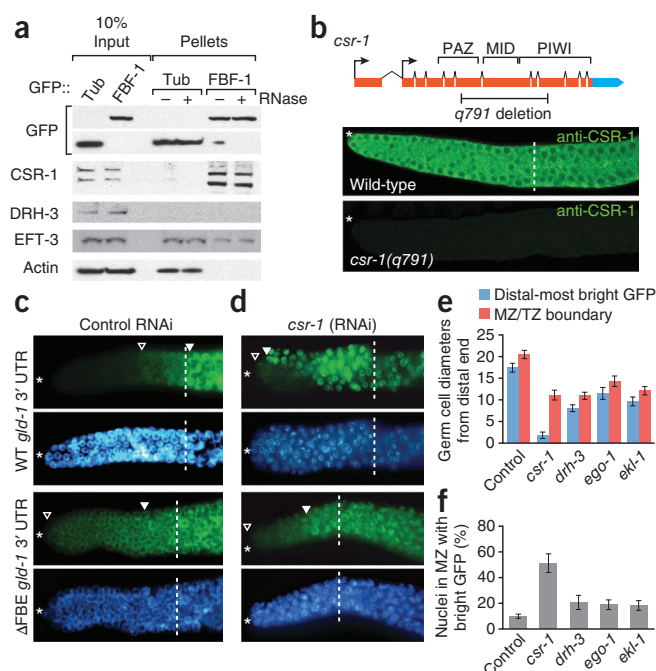 a
10%
Input
Pellets
GFP::
Tub
FBF-1
Tub
FBF-1
– + – + RNase
GFP
CSR-1
DRH-3
EFT-3
Actin
b
csr-1
PAZ MID PIWI
q791 deletion
*
anti-CSR-1
Wild-type
*
anti-CSR-1
csr-1(q791)
c
Control RNAi
WT gld-1 3′ UTR
*
*
ΔFBE gld-1 3′ UTR
*
*
d
csr-1 (RNAi)
*
*
*
*
e
Distal-most bright GFP
MZ/TZ boundary
Germ cell diameters
from distal end
25
20
15
10
5
0
Control
csr-1
drh-3
ego-1
ekl-1
f
Nuclei in MZ with
bright GFP (%)
80
60
40
20
0
Control
csr-1
drh-3
ego-1
ekl-1